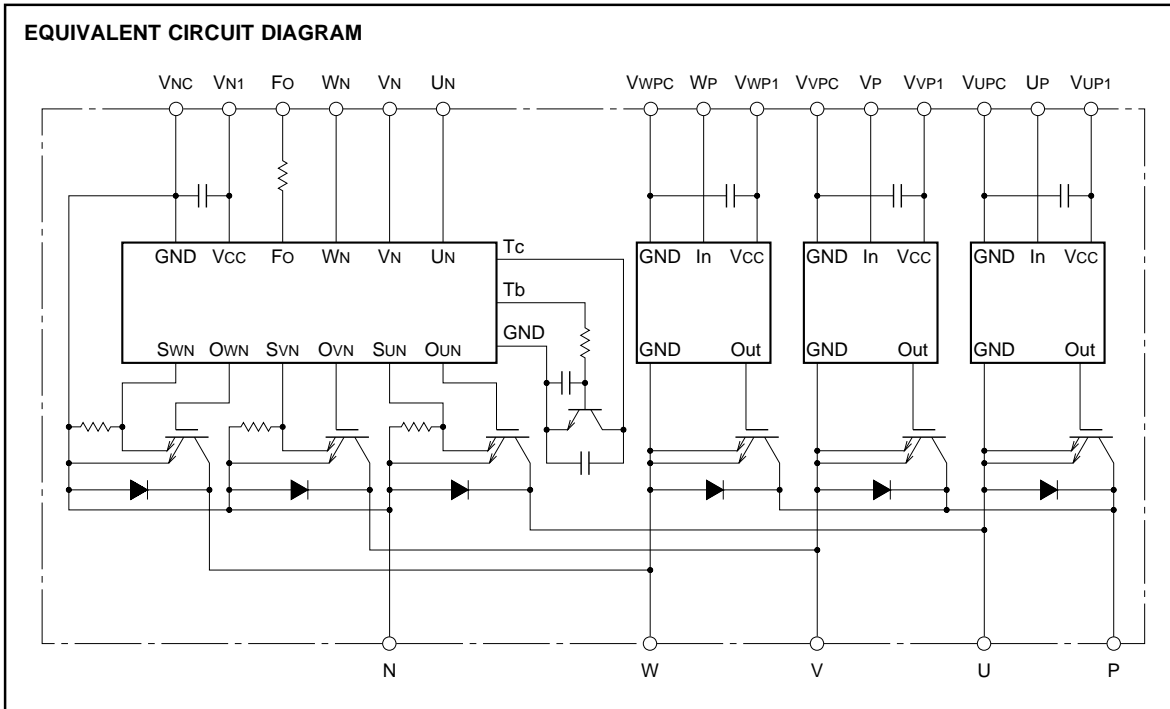 EQUIVALENT CIRCUIT DIAGRAM
VNC VN1 FO WN VN UN VWPC WP VWP1 VVPC VP VVP1 VUPC UP VUP1
GND VCC FO WN VN UN Tc GND In VCC GND In VCC GND In VCC
Tb
GND
SWN OWN SVN OVN SUN OUN GND Out GND Out GND Out
N W V U P